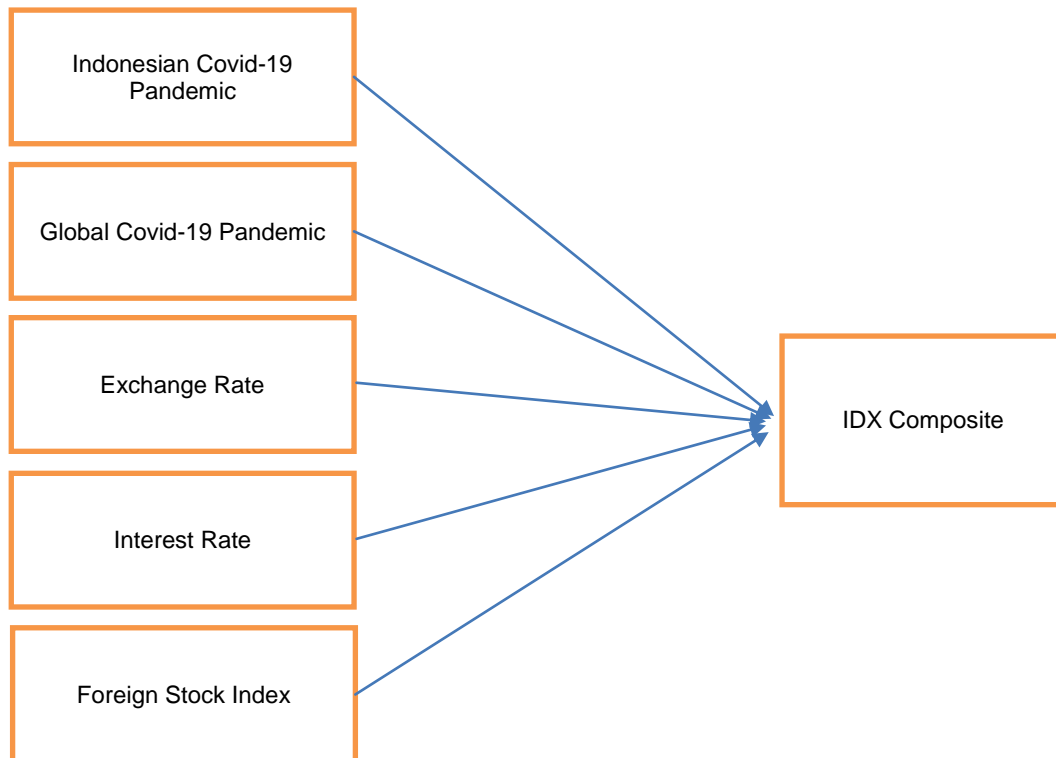 Indonesian Covid-19
Pandemic
Global Covid-19 Pandemic
Exchange Rate
IDX Composite
Interest Rate
Foreign Stock Index